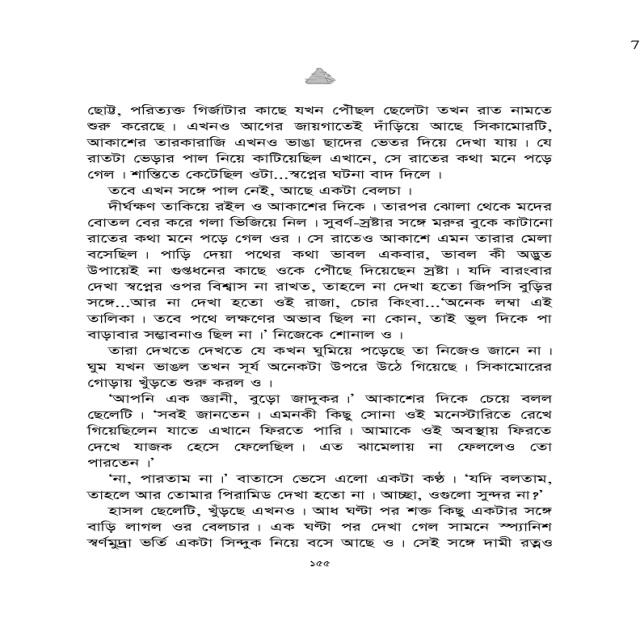 7
ছোট্ট, পরিত্যক্ত গির্জাটার কাছে যখন পৌঁছল ছেলেটা তখন রাত নামতে
শুরু করেছে। এখনও আগের জায়গাতেই দাঁড়িয়ে আছে সিকামোরটি,
আকাশের তারকারাজি এখনও ভাঙা ছাদের ভেতর দিয়ে দেখা যায়। যে
রাতটা ভেড়ার পাল নিয়ে কাটিয়েছিল এখানে, সে রাতের কথা মনে পড়ে
গেল। শান্তিতে কেটেছিল ওটা...স্বপ্নের ঘটনা বাদ দিলে।
তবে এখন সঙ্গে পাল নেই, আছে একটা বেলচা।
দীর্ঘক্ষণ তাকিয়ে রইল ও আকাশের দিকে। তারপর ঝোলা থেকে মদের
বোতল বের করে গলা ভিজিয়ে নিল। সুবর্ণ-স্রষ্টার সঙ্গে মরুর বুকে কাটানো
রাতের কথা মনে পড়ে গেল ওর। সে রাতেও আকাশে এমন তারার মেলা
বসেছিল। পাড়ি দেয়া পথের কথা ভাবল একবার, ভাবল কী অদ্ভুত
উপায়েই না গুপ্তধনের কাছে ওকে পৌছে দিয়েছেন স্রষ্টা। যদি বারংবার
দেখা স্বপ্নের ওপর বিশ্বাস না রাখত, তাহলে না দেখা হতো জিপসি বুড়ির
সঙ্গে...আর না দেখা হতো ওই রাজা, চোর কিংবা...‘অনেক লম্বা এই
তালিকা। তবে পথে লক্ষণের অভাব ছিল না কোন, তাই ভুল দিকে পা
বাড়াবার সম্ভাবনাও ছিল না।’ নিজেকে শোনাল ও।
তারা দেখতে দেখতে যে কখন ঘুমিয়ে পড়েছে তা নিজেও জানে না।
ঘুম যখন ভাঙল তখন সূর্য অনেকটা উপরে উঠে গিয়েছে। সিকামোরের
গোড়ায় খুঁড়তে শুরু করল ও।
‘আপনি এক জ্ঞানী, বুড়ো জাদুকর।’ আকাশের দিকে চেয়ে বলল
ছেলেটি। ‘সবই জানতেন। এমনকী কিছু সোনা ওই মনেস্টারিতে রেখে
গিয়েছিলেন যাতে এখানে ফিরতে পারি। আমাকে ওই অবস্থায় ফিরতে
দেখে যাজক হেসে ফেলেছিল। এত ঝামেলায় না ফেললেও তো
পারতেন।’
‘না, পারতাম না।’ বাতাসে ভেসে এলো একটা কণ্ঠ। ‘যদি বলতাম,
তাহলে আর তোমার পিরামিড দেখা হতো না। আচ্ছা, ওগুলো সুন্দর না?’
হাসল ছেলেটি, খুঁড়ছে এখনও। আধ ঘণ্টা পর শক্ত কিছু একটার সঙ্গে
বাড়ি লাগল ওর বেলচার। এক ঘণ্টা পর দেখা গেল সামনে স্প্যানিশ
স্বর্ণমুদ্রা ভর্তি একটা সিন্দুক নিয়ে বসে আছে ও। সেই সঙ্গে দামী রত্নও
১৫৫